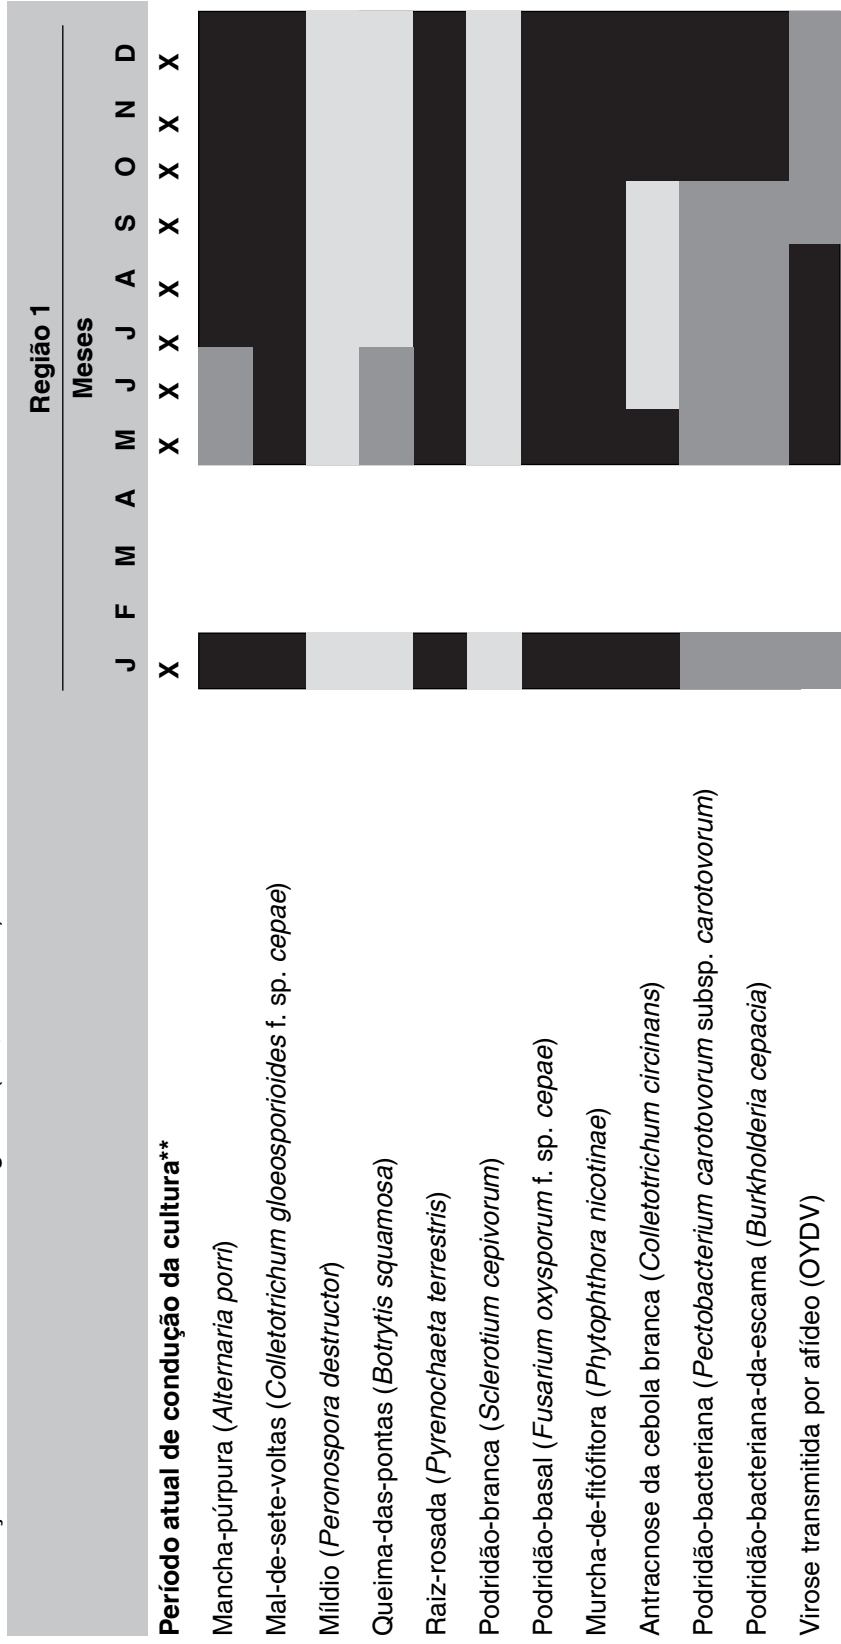 Região 1
Meses
J F M A M J J A S O N D
Período atual de condução da cultura** X X X X X X X X X
Mancha-púrpura (Alternaria porri)
Mal-de-sete-voltas (Colletotrichum gloeosporioides f. sp. cepae)
Míldio (Peronospora destructor)
Queima-das-pontas (Botrytis squamosa)
Raiz-rosada (Pyrenochaeta terrestris)
Podridão-branca (Sclerotium cepivorum)
Podridão-basal (Fusarium oxysporum f. sp. cepae)
Murcha-de-fitófitora (Phytophthora nicotinae)
Antracnose da cebola branca (Colletotrichum circinans)
Podridão-bacteriana (Pectobacterium carotovorum subsp. carotovorum)
Podridão-bacteriana-da-escama (Burkholderia cepacia)
Virose transmitida por afídeo (OYDV)